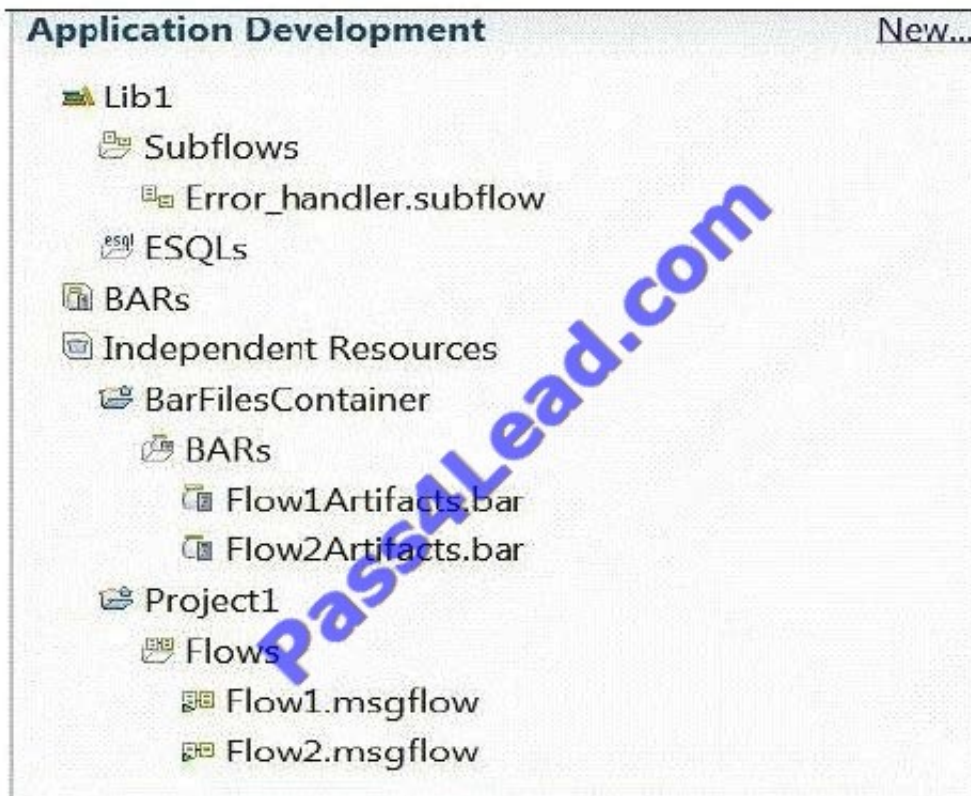 Application Development New...
Lib1
Subflows
Error_handler.subflow
esql ESQLs
BARs
Independent Resources
BarFilesContainer
BARs
Flow1Artifacts.bar
Flow2Artifacts.bar
Project1
Flows
Flow1.msgflow
Flow2.msgflow
Pass4Lead.com